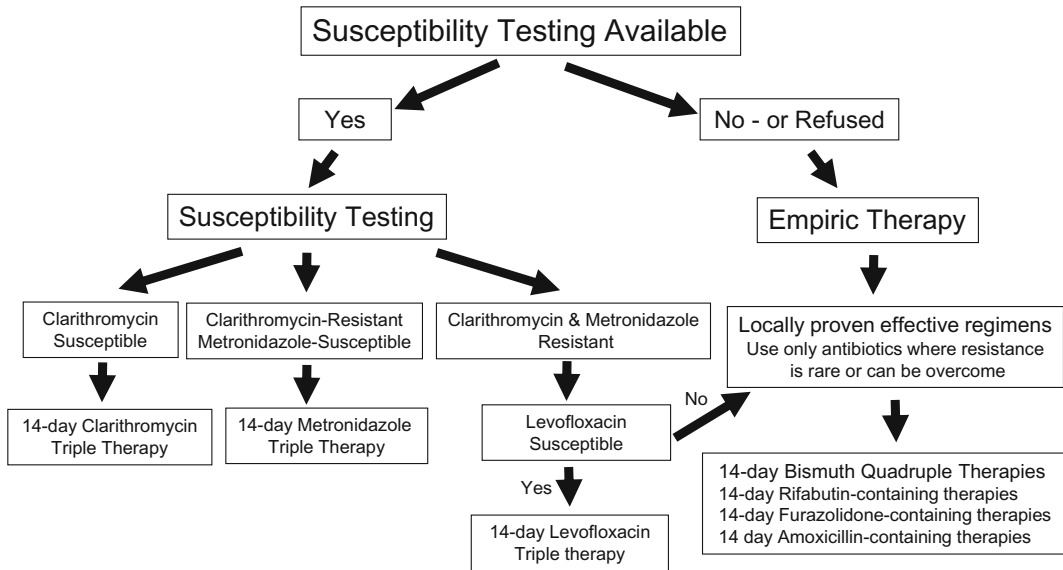 Susceptibility Testing Available
Yes
No - or Refused
Susceptibility Testing
Empiric Therapy
Clarithromycin
Susceptible
Clarithromycin-Resistant
Metronidazole-Susceptible
Clarithromycin & Metronidazole
Resistant
Locally proven effective regimens
Use only antibiotics where resistance
is rare or can be overcome
14-day Clarithromycin
Triple Therapy
14-day Metronidazole
Triple Therapy
Levofloxacin
Susceptible
No
Yes
14-day Levofloxacin
Triple therapy
14-day Bismuth Quadruple Therapies
14-day Rifabutin-containing therapies
14-day Furazolidone-containing therapies
14 day Amoxicillin-containing therapies